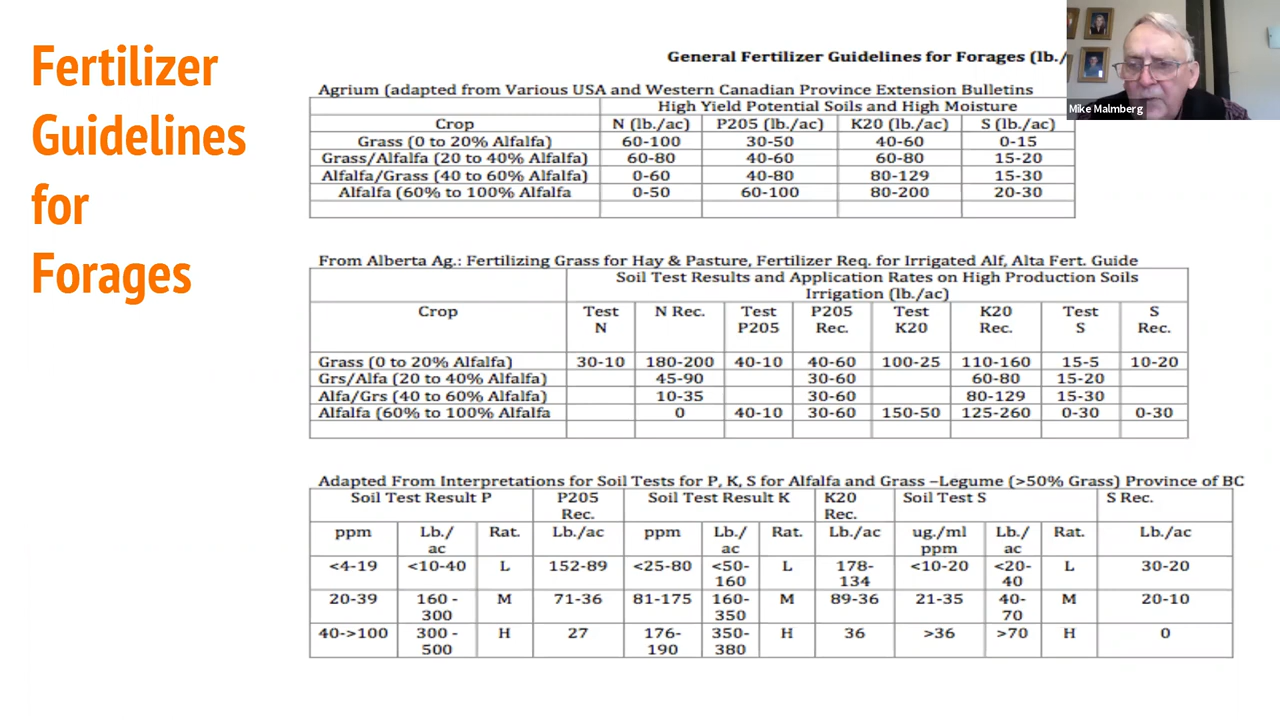 Fertilizer
Guidelines
for
Forages
General Fertilizer Guidelines for Forages (lb./
Mike Malmberg
Agrium (adapted from Various USA and Western Canadian Province Extension Bulletins
High Yield Potential Soils and High Moisture
Crop N (lb./ac) P205 (lb./ac) K20 (lb./ac) S (lb./ac)
Grass (0 to 20% Alfalfa) 60-100 30-50 40-60 0-15
Grass/Alfalfa (20 to 40% Alfalfa) 60-80 40-60 60-80 15-20
Alfalfa/Grass (40 to 60% Alfalfa) 0-60 40-80 80-129 15-30
Alfalfa (60% to 100% Alfalfa 0-50 60-100 80-200 20-30
From Alberta Ag.: Fertilizing Grass for Hay & Pasture, Fertilizer Req. for Irrigated Alf, Alta Fert. Guide
Soil Test Results and Application Rates on High Production Soils
Irrigation (lb./ac)
Crop Test N Rec. Test P205 Test K20 Test S
N P205 Rec. K20 Rec. S Rec.
Grass (0 to 20% Alfalfa) 30-10 180-200 40-10 40-60 100-25 110-160 15-5 10-20
Grs/Alfa (20 to 40% Alfalfa) 45-90 30-60 60-80 15-20
Alfa/Grs (40 to 60% Alfalfa) 10-35 30-60 80-129 15-30
Alfalfa (60% to 100% Alfalfa 0 40-10 30-60 150-50 125-260 0-30 0-30
Adapted From Interpretations for Soil Tests for P, K, S for Alfalfa and Grass –Legume (>50% Grass) Province of BC
Soil Test Result P P205 Soil Test Result K K20 Soil Test S S Rec.
Rec. Rec.
ppm Lb./ Rat. Lb./ac ppm Lb./ Rat. Lb./ac ug./ml Lb./ Rat. Lb./ac
ac ac ppm ac
<4-19 <10-40 L 152-89 <25-80 <50- L 178- <10-20 <20- L 30-20
160 134 40
20-39 160 - M 71-36 81-175 160- M 89-36 21-35 40- M 20-10
300 350 70
40->100 300 - H 27 176- 350- H 36 >36 >70 H 0
500 190 380